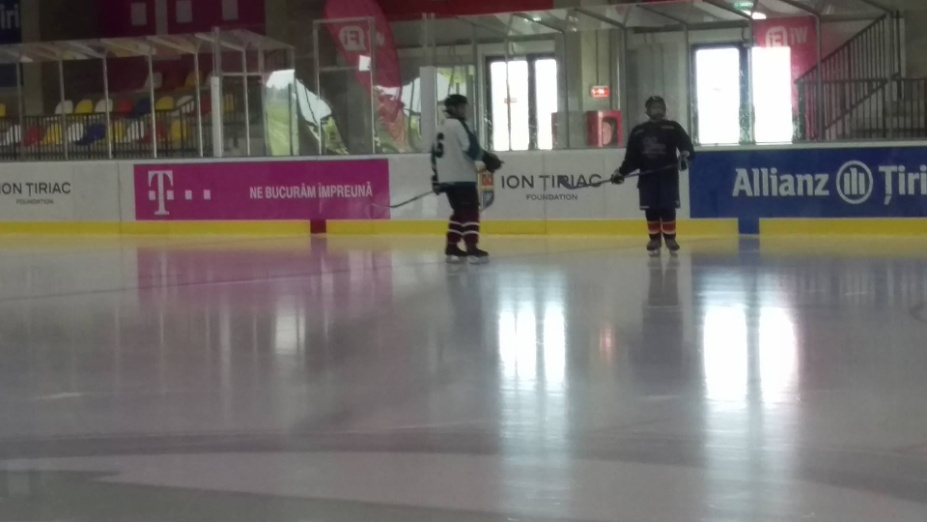 ION ȚIRIAC
FOUNDATION
T
NE BUCURĂM ÎMPREUNĂ
ION ȚIRIAC
FOUNDATION
Allianz Țiri